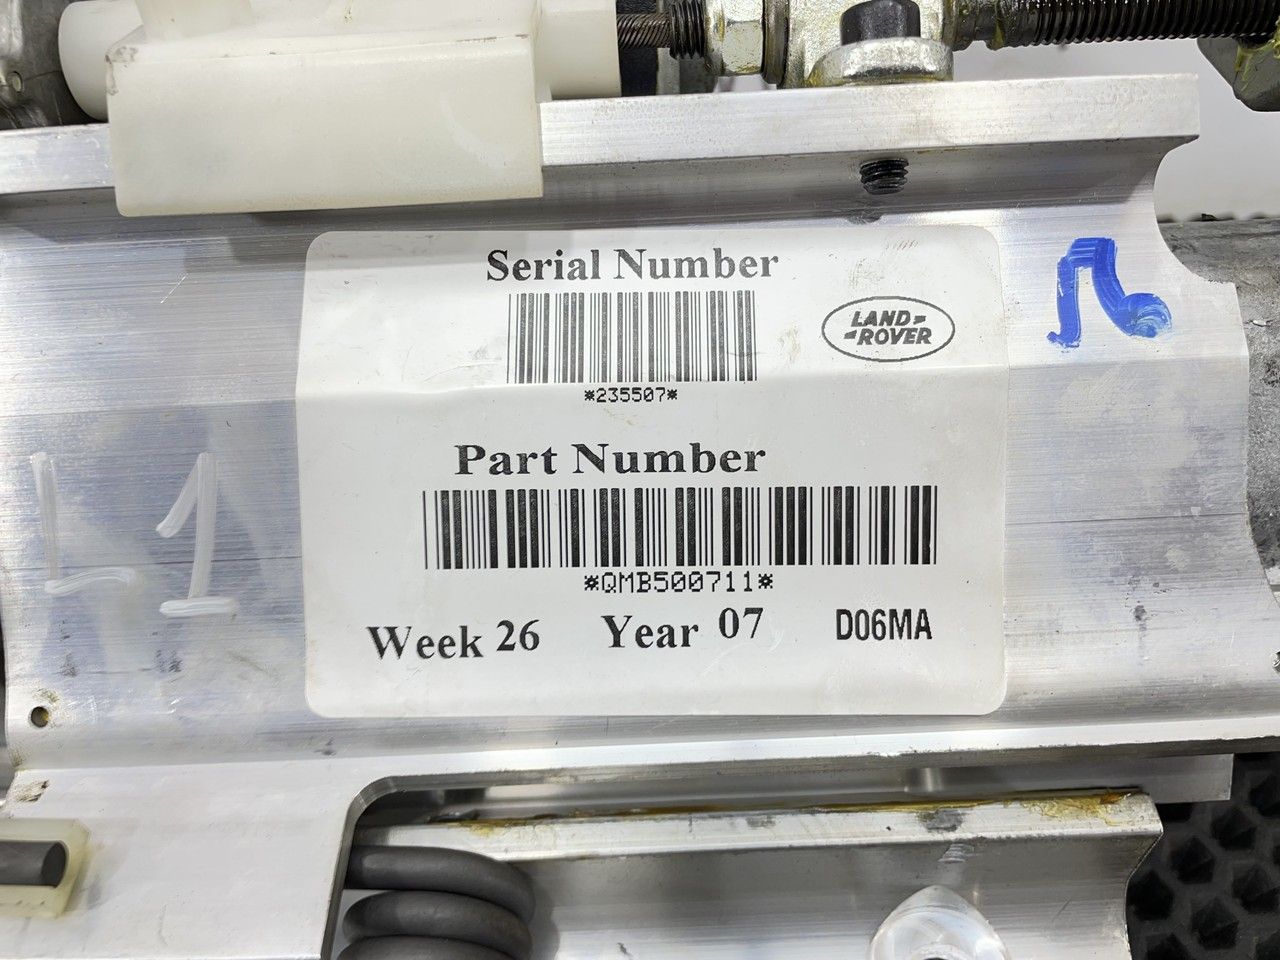 Serial Number
*235507*
LAND
ROVER
Part Number
*QMB500711*
Week 26 Year 07 D06MA